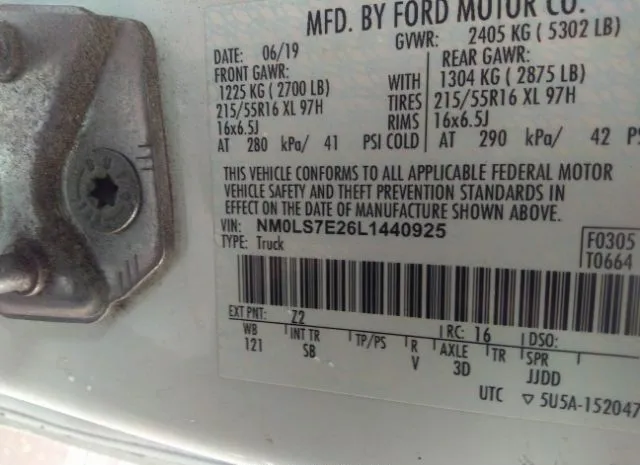 MFD. BY FORD MOTOR CO.
DATE: 06/19 GVWR: 2405 KG ( 5302 LB)
FRONT GAWR: REAR GAWR:
1225 KG ( 2700 LB) WITH 1304 KG ( 2875 LB)
215/55R16 XL 97H TIRES 215/55R16 XL 97H
16x6.5J RIMS 16x6.5J
AT 280 kPa/ 41 PSI COLD AT 290 kPa/ 42 PS
THIS VEHICLE CONFORMS TO ALL APPLICABLE FEDERAL MOTOR
VEHICLE SAFETY AND THEFT PREVENTION STANDARDS IN
EFFECT ON THE DATE OF MANUFACTURE SHOWN ABOVE.
VIN: NM0LS7E26L1440925
TYPE: Truck
F0305
T0664
EXT PNT: Z2 RC: 16 DSO:
WB INT TR TP/PS R AXLE TR SPR
121 SB V 3D JJDD
UTC ▽ 5U5A-152047